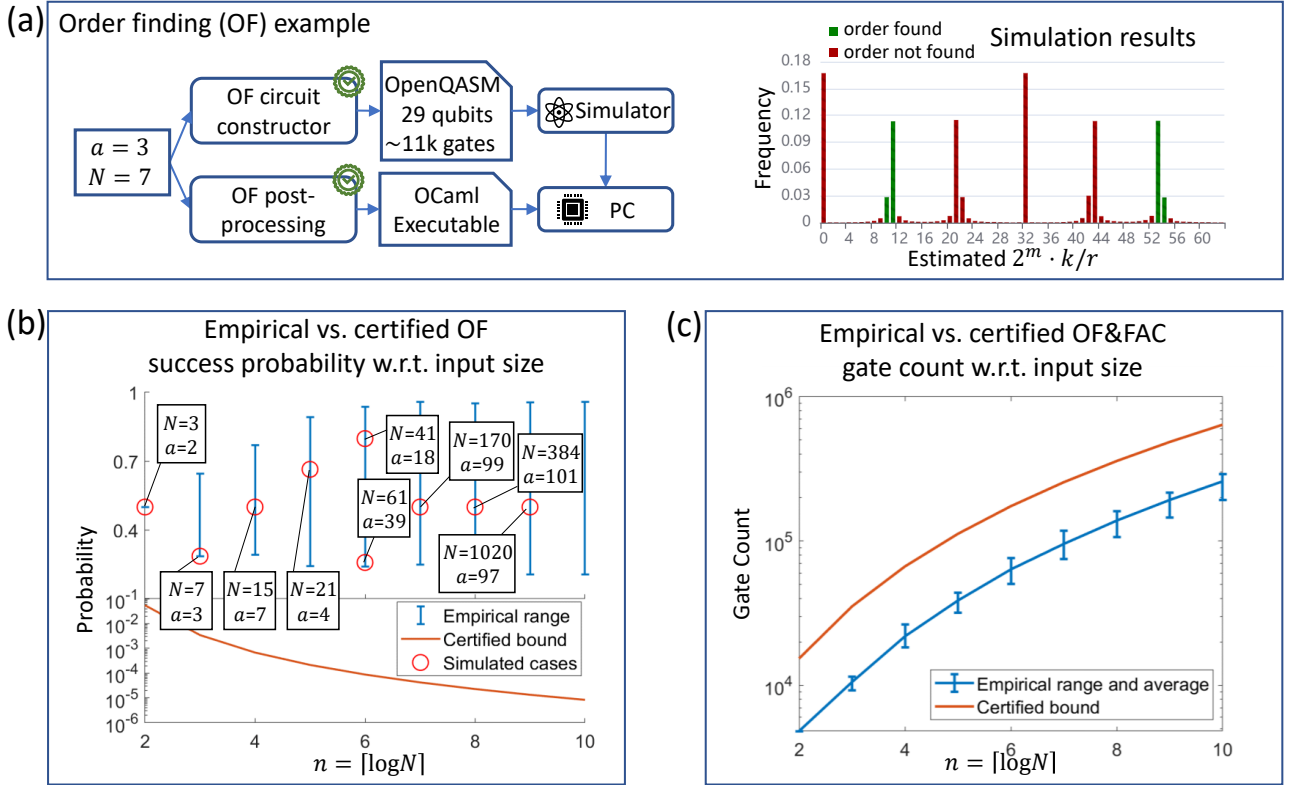 (a)
Order finding (OF) example
a = 3
N = 7
OF circuit
constructor
OpenQASM
29 qubits
~11k gates
Simulator
OF post-
processing
OCaml
Executable
PC
order found
order not found
Simulation results
Frequency
0.18
0.15
0.12
0.09
0.06
0.03
0
0 4 8 12 16 20 24 28 32 36 40 44 48 52 56 60
Estimated 2^m · k/r
(b)
Empirical vs. certified OF
success probability w.r.t. input size
Probability
1
0.7
0.4
0.1
10^-1
10^-2
10^-3
10^-4
10^-5
10^-6
N=3
a=2
N=7
a=3
N=15
a=7
N=21
a=4
N=41
a=18
N=61
a=39
N=170
a=99
N=384
a=101
N=1020
a=97
Empirical range
Certified bound
Simulated cases
2 4 6 8 10
n = ⌈logN⌉
(c)
Empirical vs. certified OF&FAC
gate count w.r.t. input size
Gate Count
10^6
10^5
10^4
Empirical range and average
Certified bound
2 4 6 8 10
n = ⌈logN⌉